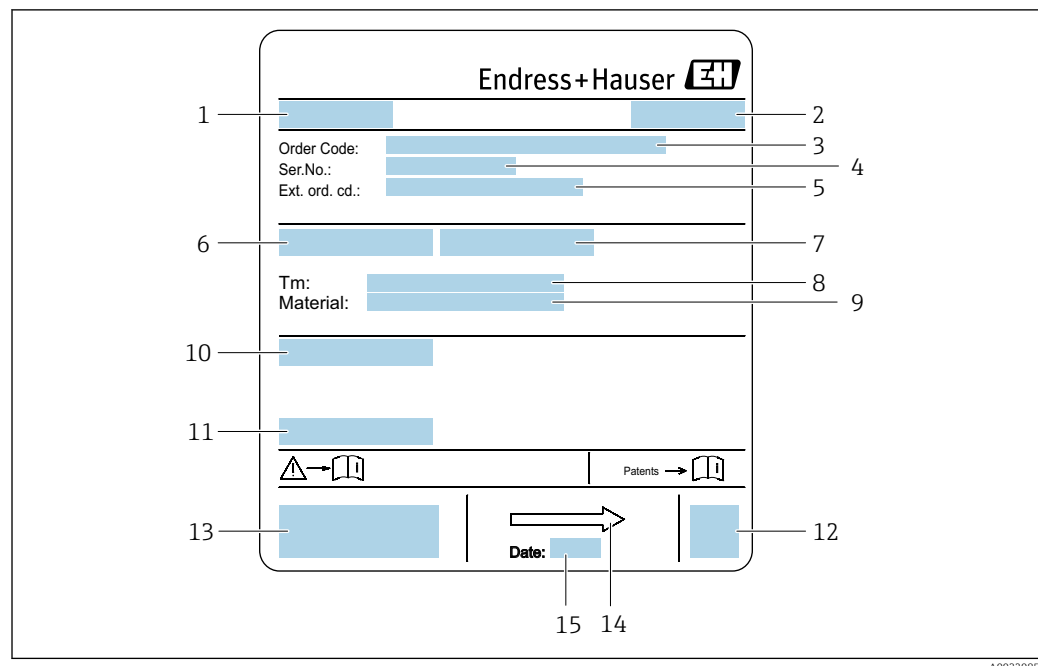 Endress+Hauser EH
1 2
Order Code: 3
Ser.No.: 4
Ext. ord. cd.: 5
6 7
Tm: 8
Material: 9
10
11
Patents
13 12
Date:
15 14